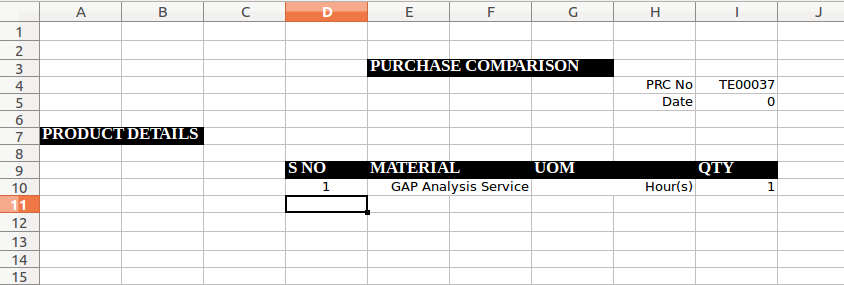 A B C D E F G H I J
1
2
3 PURCHASE COMPARISON
4 PRC No TE00037
5 Date 0
6
7 PRODUCT DETAILS
8
9 S NO MATERIAL UOM QTY
10 1 GAP Analysis Service Hour(s) 1
11
12
13
14
15